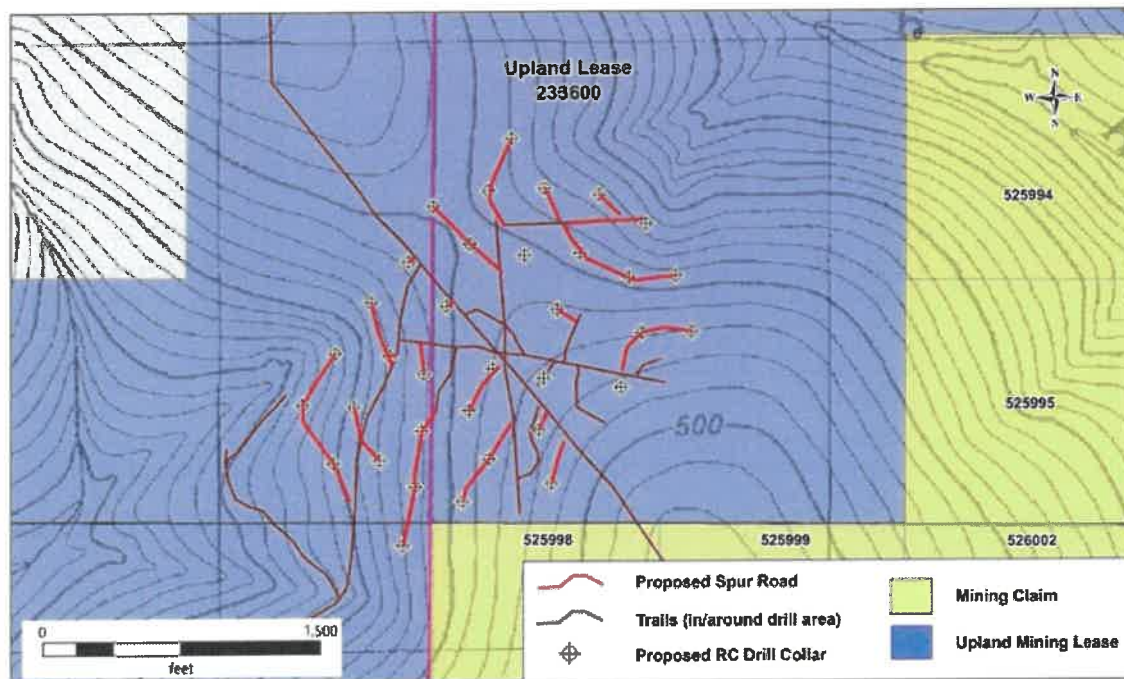 Upland Lease
233600
N
W E
S
525994
525995
500
525998 525999 526002
Proposed Spur Road
Trails (in/around drill area)
Proposed RC Drill Collar
Mining Claim
Upland Mining Lease
0 1,500
feet